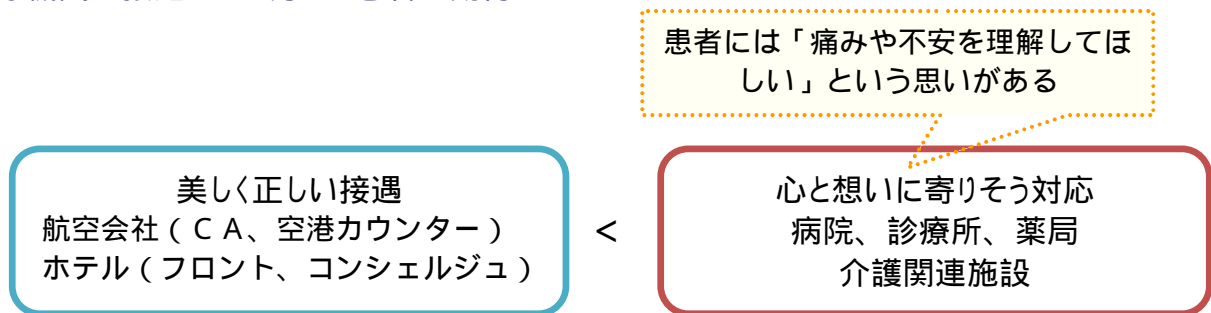 患者には「痛みや不安を理解してほ
しい」という思いがある
美しく正しい接遇
航空会社（ＣＡ、空港カウンター）
ホテル（フロント、コンシェルジュ）
<
心と想いに寄りそう対応
病院、診療所、薬局
介護関連施設